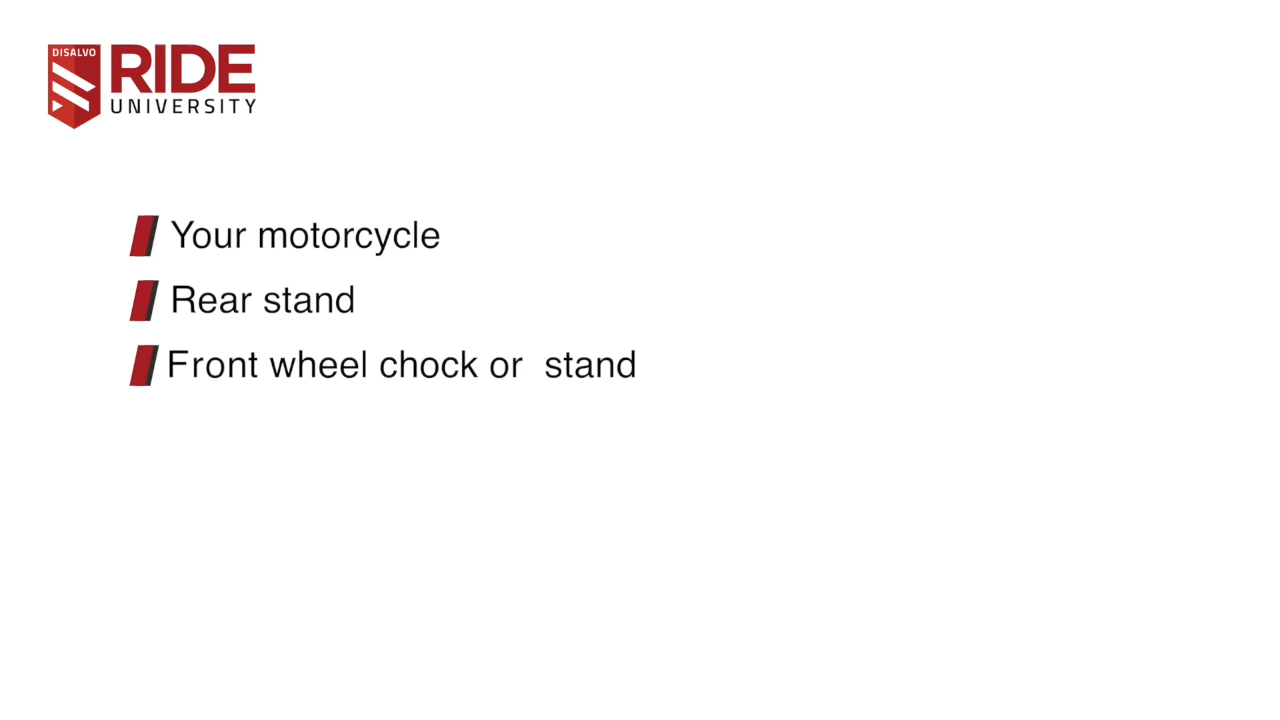 DISALVO
RIDE
UNIVERSITY
Your motorcycle
Rear stand
Front wheel chock or  stand